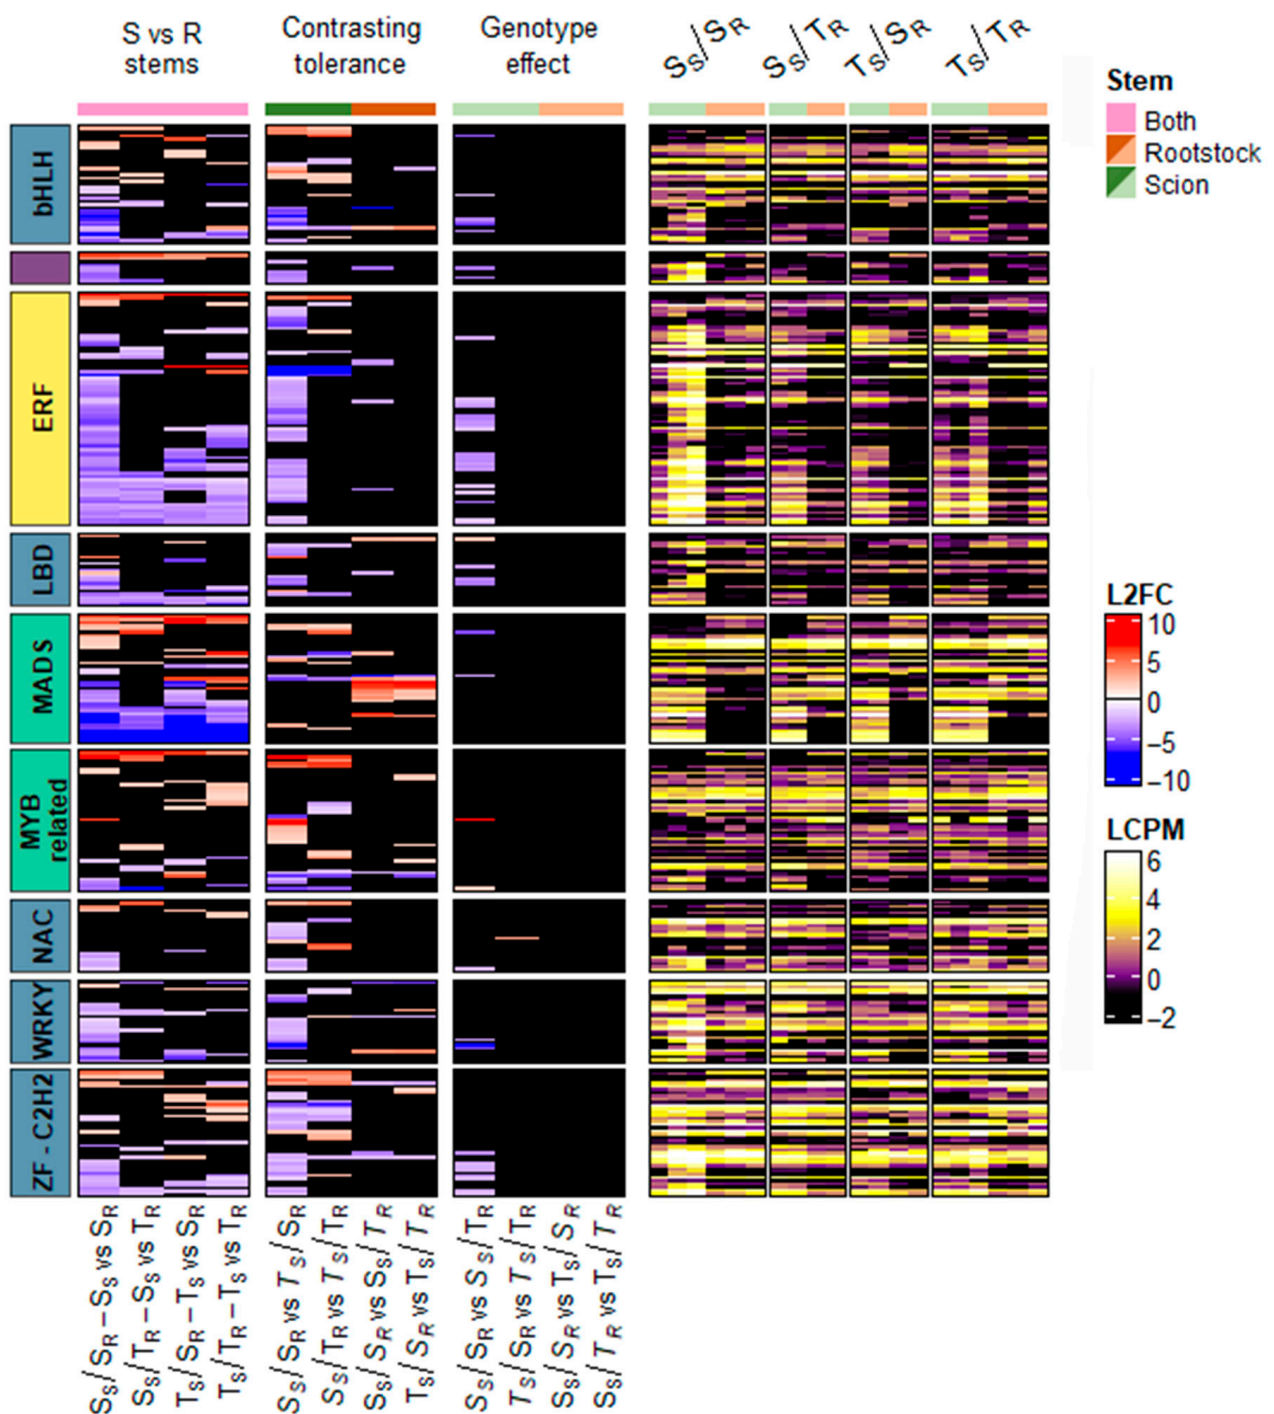 S vs R
stems
Contrasting
tolerance
Genotype
effect
SS/SR
SS/TR
TS/SR
TS/TR
Stem
Both
Rootstock
Scion
bHLH
ERF
LBD
MADS
MYB
related
NAC
WRKY
ZF - C2H2
L2FC
10
5
0
−5
−10
LCPM
6
4
2
0
−2
SS/SR − SS vs SR
SS/TR − SS vs TR
TS/SR − TS vs SR
TS/TR − TS vs TR
SS/SR vs TS/SR
SS/TR vs TS/TR
SS/SR vs SS/TR
TS/SR vs TS/TR
SS/SR vs SS/TR
TS/SR vs TS/TR
SS/SR vs TS/SR
SS/TR vs TS/TR